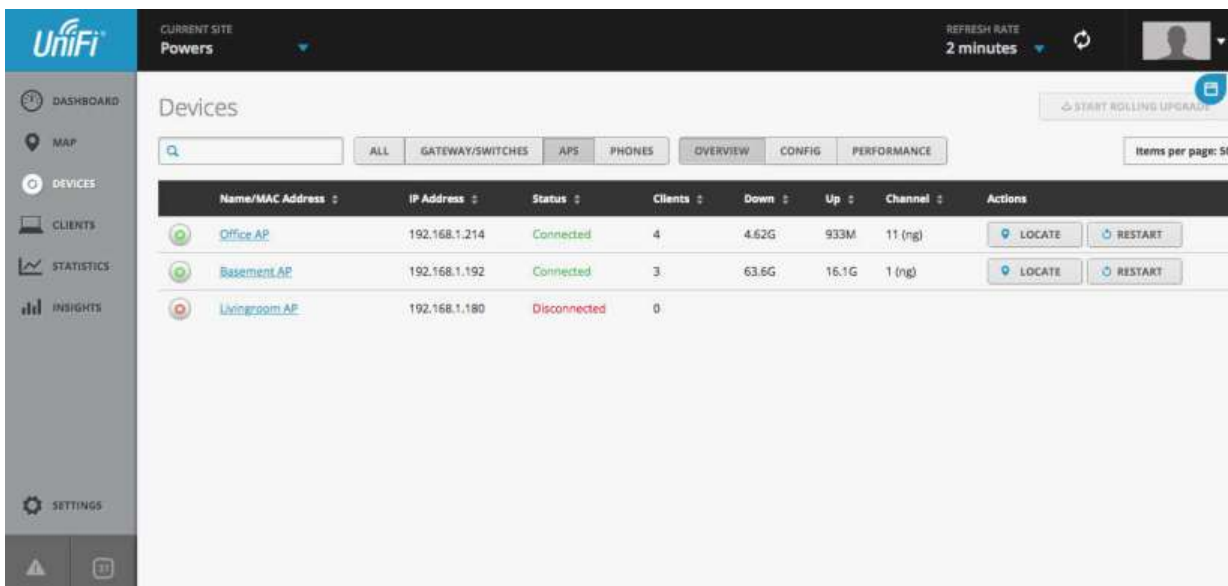 UniFi
CURRENT SITE
Powers
REFRESH RATE
2 minutes
DASHBOARD
MAP
DEVICES
CLIENTS
STATISTICS
INSIGHTS
SETTINGS
Devices
START ROLLING UPGRADE
ALL GATEWAY/SWITCHES APS PHONES OVERVIEW CONFIG PERFORMANCE
Items per page:
Name/MAC Address IP Address Status Clients Down Up Channel Actions
Office AP 192.168.1.214 Connected 4 4.62G 933M 11 (ng) LOCATE RESTART
Basement AP 192.168.1.192 Connected 3 63.6G 16.1G 1 (ng) LOCATE RESTART
Livingroom AP 192.168.1.180 Disconnected 0